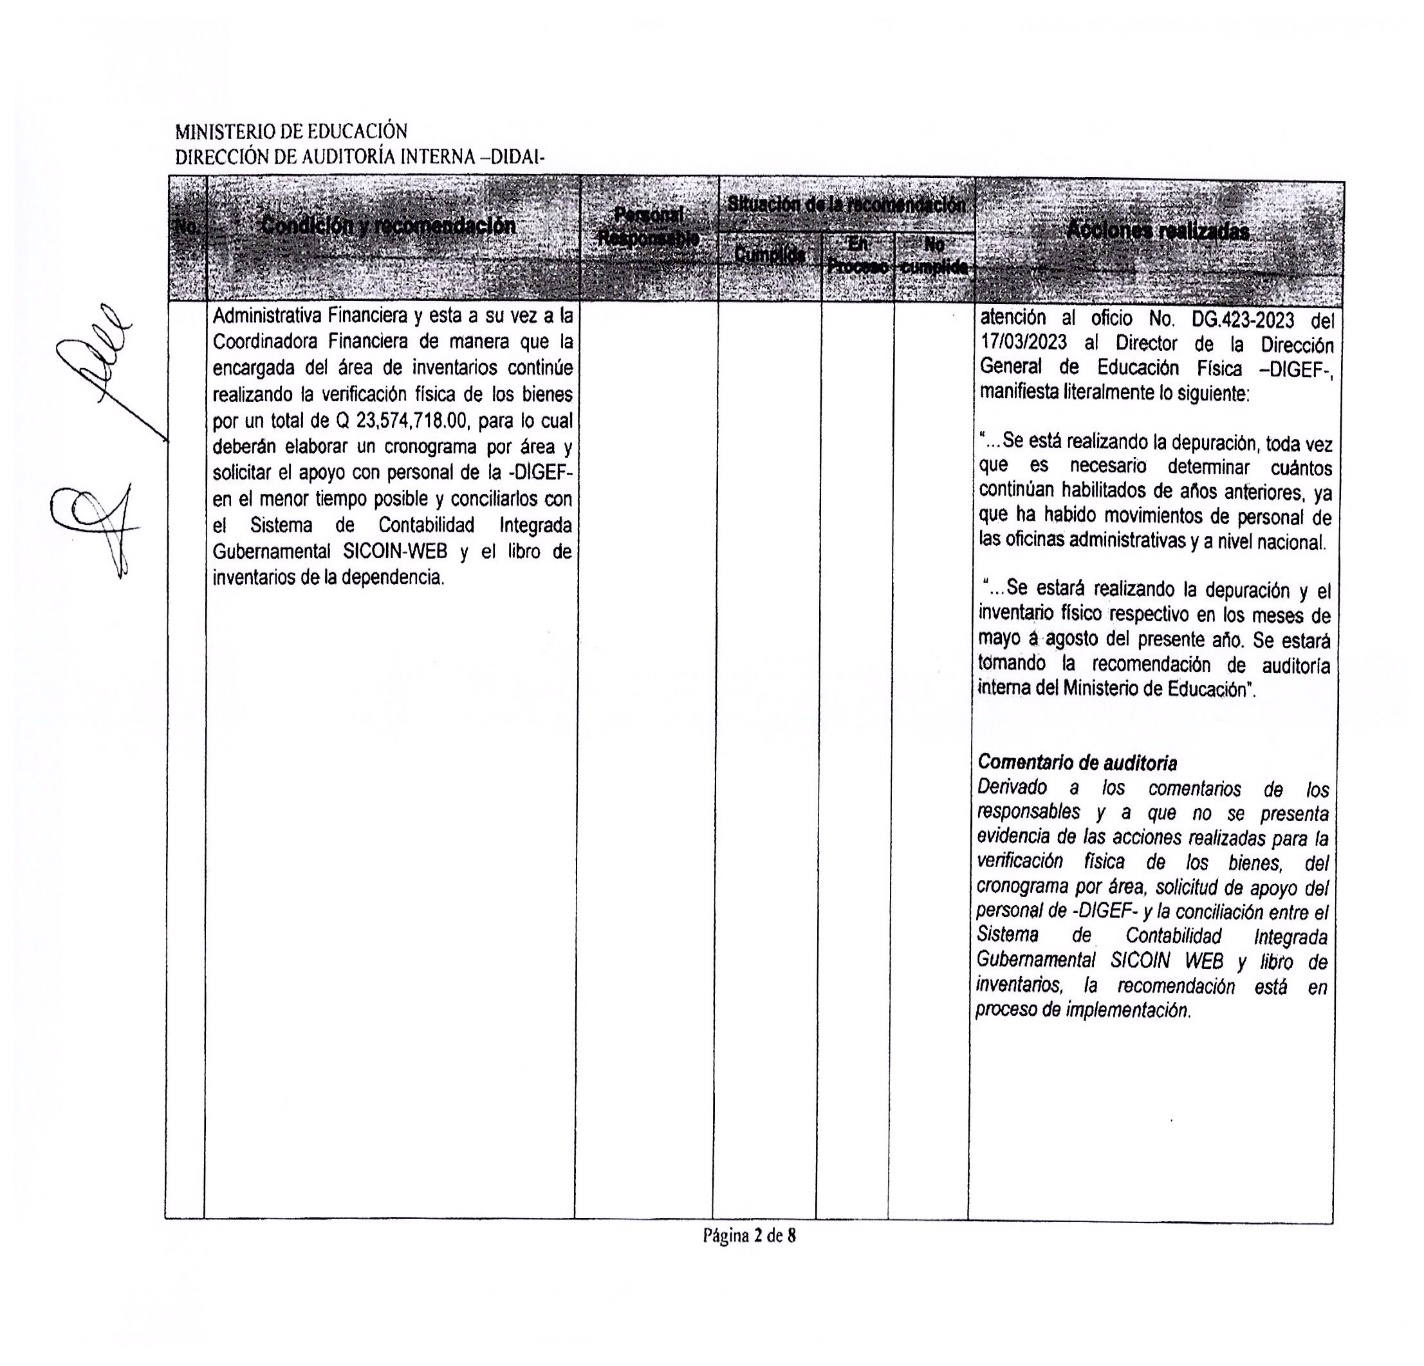 MINISTERIO DE EDUCACIÓN
DIRECCIÓN DE AUDITORÍA INTERNA –DIDAI-
No.
Condición y recomendación
Personal
Responsable
Situación de la recomendación
Cumplida
En
Proceso
No
cumplida
Acciones realizadas
Administrativa Financiera y esta a su vez a la
Coordinadora Financiera de manera que la
encargada del área de inventarios continúe
realizando la verificación física de los bienes
por un total de Q 23,574,718.00, para lo cual
deberán elaborar un cronograma por área y
solicitar el apoyo con personal de la -DIGEF-
en el menor tiempo posible y conciliarlos con
el Sistema de Contabilidad Integrada
Gubernamental SICOIN-WEB y el libro de
inventarios de la dependencia.
atención al oficio No. DG.423-2023 del
17/03/2023 al Director de la Dirección
General de Educación Física –DIGEF-,
manifiesta literalmente lo siguiente:
“...Se está realizando la depuración, toda vez
que es necesario determinar cuántos
continúan habilitados de años anteriores, ya
que ha habido movimientos de personal de
las oficinas administrativas y a nivel nacional.
“...Se estará realizando la depuración y el
inventario físico respectivo en los meses de
mayo á agosto del presente año. Se estará
tomando la recomendación de auditoría
interna del Ministerio de Educación”.
Comentario de auditoria
Derivado a los comentarios de los
responsables y a que no se presenta
evidencia de las acciones realizadas para la
verificación física de los bienes, del
cronograma por área, solicitud de apoyo del
personal de -DIGEF- y la conciliación entre el
Sistema de Contabilidad Integrada
Gubernamental SICOIN WEB y libro de
inventarios, la recomendación está en
proceso de implementación.
Página 2 de 8